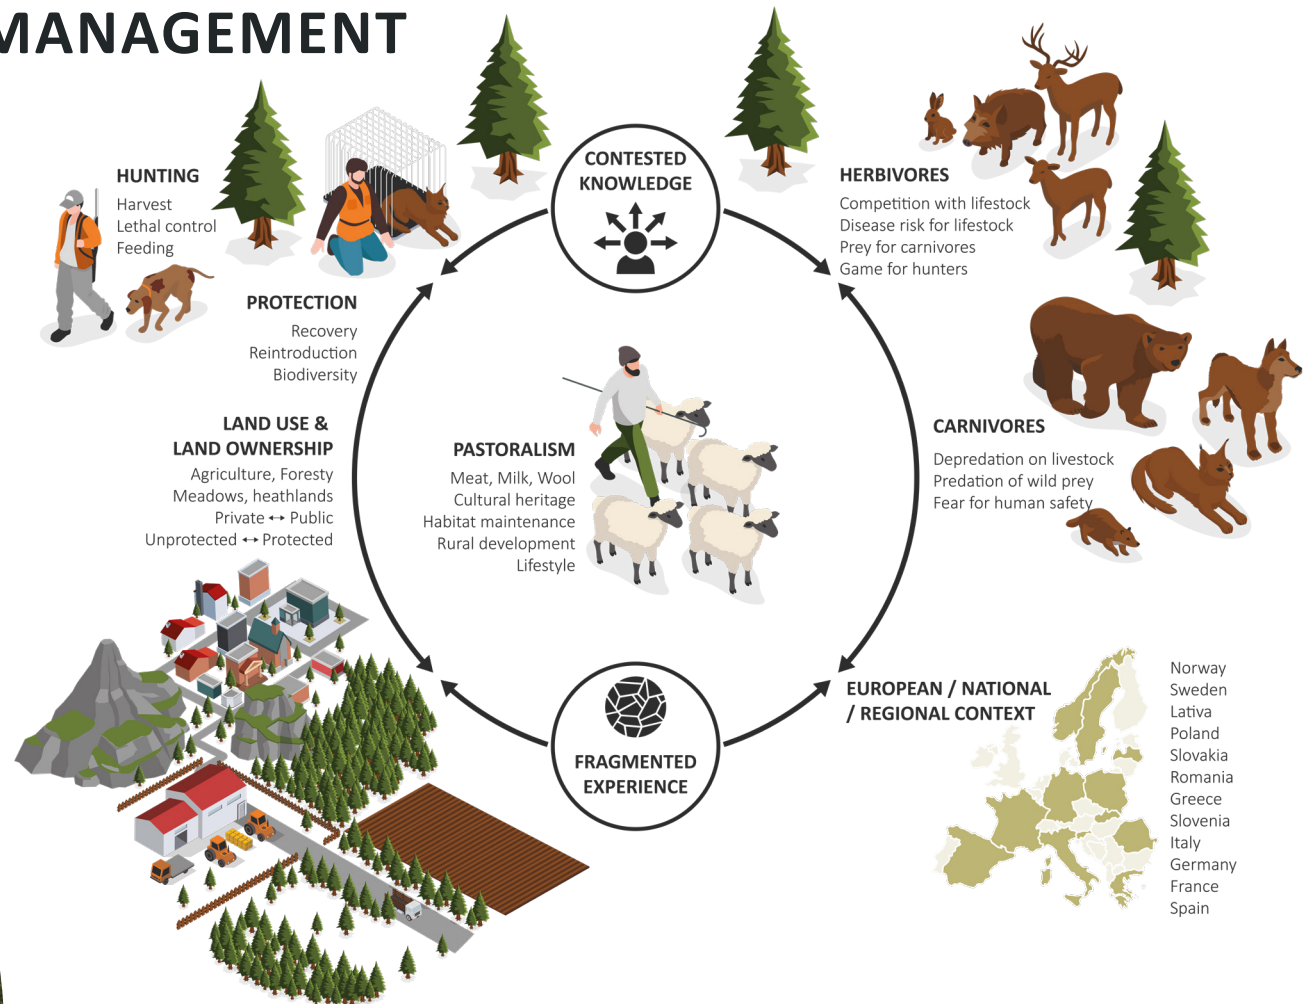 MANAGEMENT
CONTESTED
KNOWLEDGE
HUNTING
Harvest
Lethal control
Feeding
PROTECTION
Recovery
Reintroduction
Biodiversity
HERBIVORES
Competition with lifestock
Disease risk for livestock
Prey for carnivores
Game for hunters
LAND USE &
LAND OWNERSHIP
Agriculture, Foresty
Meadows, heathlands
Private ↔ Public
Unprotected ↔ Protected
PASTORALISM
Meat, Milk, Wool
Cultural heritage
Habitat maintenance
Rural development
Lifestyle
CARNIVORES
Depredation on livestock
Predation of wild prey
Fear for human safety
FRAGMENTED
EXPERIENCE
EUROPEAN / NATIONAL
/ REGIONAL CONTEXT
Norway
Sweden
Lativa
Poland
Slovakia
Romania
Greece
Slovenia
Italy
Germany
France
Spain